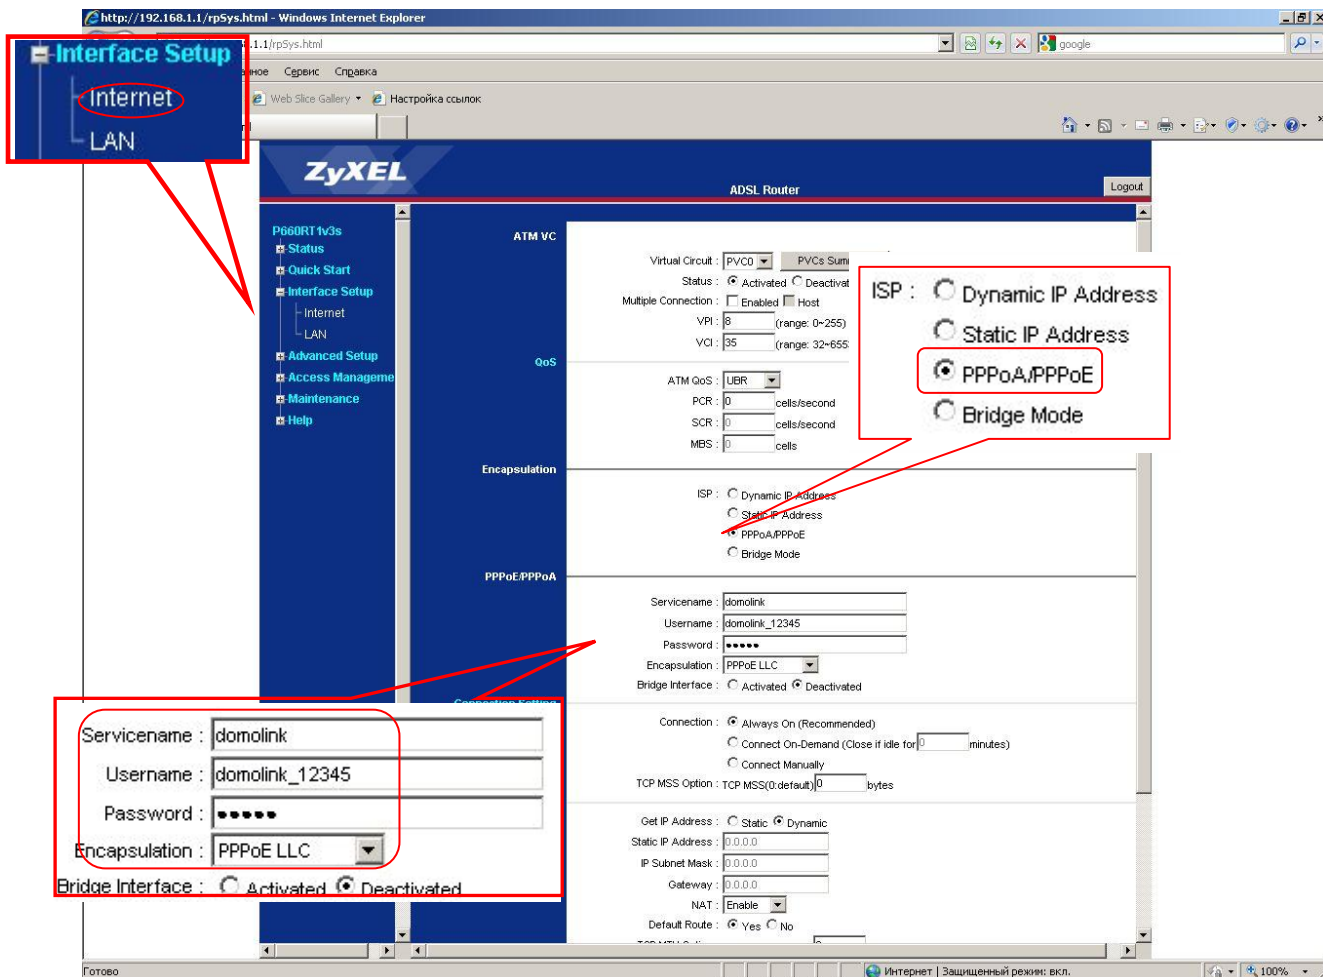 http://192.168.1.1/rpSys.html - Windows Internet Explorer
.1.1/rpSys.html
google
Сервис Справка
Web Slice Gallery
Настройка ссылок
Interface Setup
Internet
LAN
ZyXEL
ADSL Router
Logout
P660RT1v3s
Status
Quick Start
Interface Setup
Internet
LAN
Advanced Setup
Access Manageme
Maintenance
Help
ATM VC
Virtual Circuit : PVC0 PVCs Sum
Status : Activated Deactivat
Multiple Connection : Enabled Host
VPI : 8 (range: 0~255)
VCI : 35 (range: 32~655
QoS
ATM QoS : UBR
PCR : 0 cells/second
SCR : 0 cells/second
MBS : 0 cells
ISP : Dynamic IP Address
Static IP Address
PPPoA/PPPoE
Bridge Mode
Encapsulation
ISP : Dynamic IP Address
Static IP Address
PPPoA/PPPoE
Bridge Mode
PPPoE/PPPoA
Servicename : domolink
Username : domolink_12345
Password : •••••
Encapsulation : PPPoE LLC
Bridge Interface : Activated Deactivated
Connection Setting
Connection : Always On (Recommended)
Connect On-Demand (Close if idle for 0 minutes)
Connect Manually
TCP MSS Option : TCP MSS(0:default) 0 bytes
Servicename : domolink
Username : domolink_12345
Password : •••••
Encapsulation : PPPoE LLC
Bridge Interface : Activated Deactivated
Get IP Address : Static Dynamic
Static IP Address : 0.0.0.0
IP Subnet Mask : 0.0.0.0
Gateway : 0.0.0.0
NAT : Enable
Default Route : Yes No
Готово
Интернет | Защищенный режим: вкл.
100%